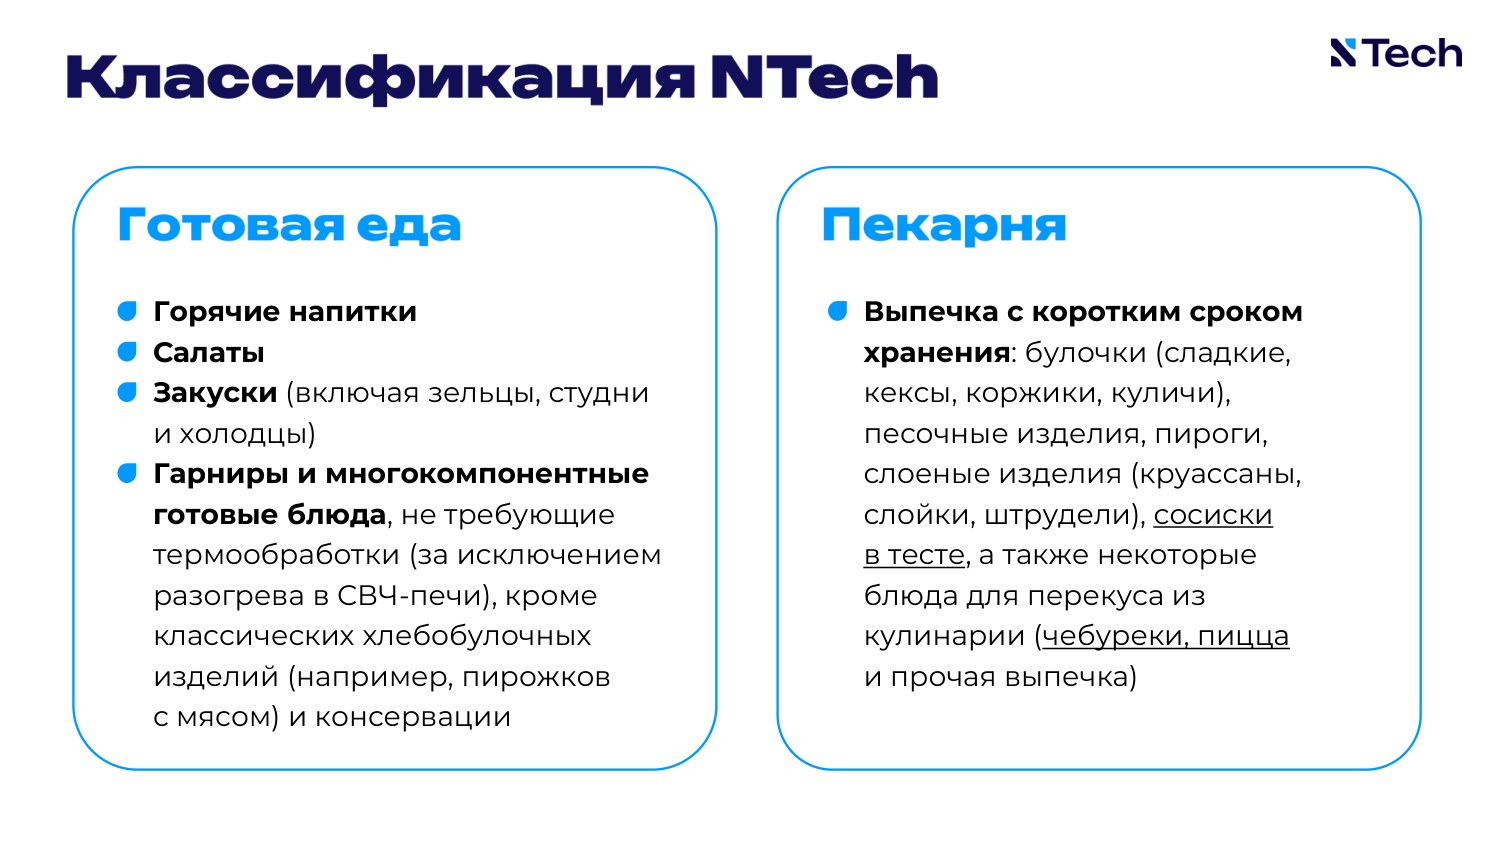 Классификация NTech
NTech
Готовая еда
Горячие напитки
Салаты
Закуски (включая зельцы, студни
и холодцы)
Гарниры и многокомпонентные
готовые блюда, не требующие
термообработки (за исключением
разогрева в СВЧ-печи), кроме
классических хлебобулочных
изделий (например, пирожков
с мясом) и консервации
Пекарня
Выпечка с коротким сроком
хранения: булочки (сладкие,
кексы, коржики, куличи),
песочные изделия, пироги,
слоеные изделия (круассаны,
слойки, штрудели), сосиски
в тесте, а также некоторые
блюда для перекуса из
кулинарии (чебуреки, пицца
и прочая выпечка)